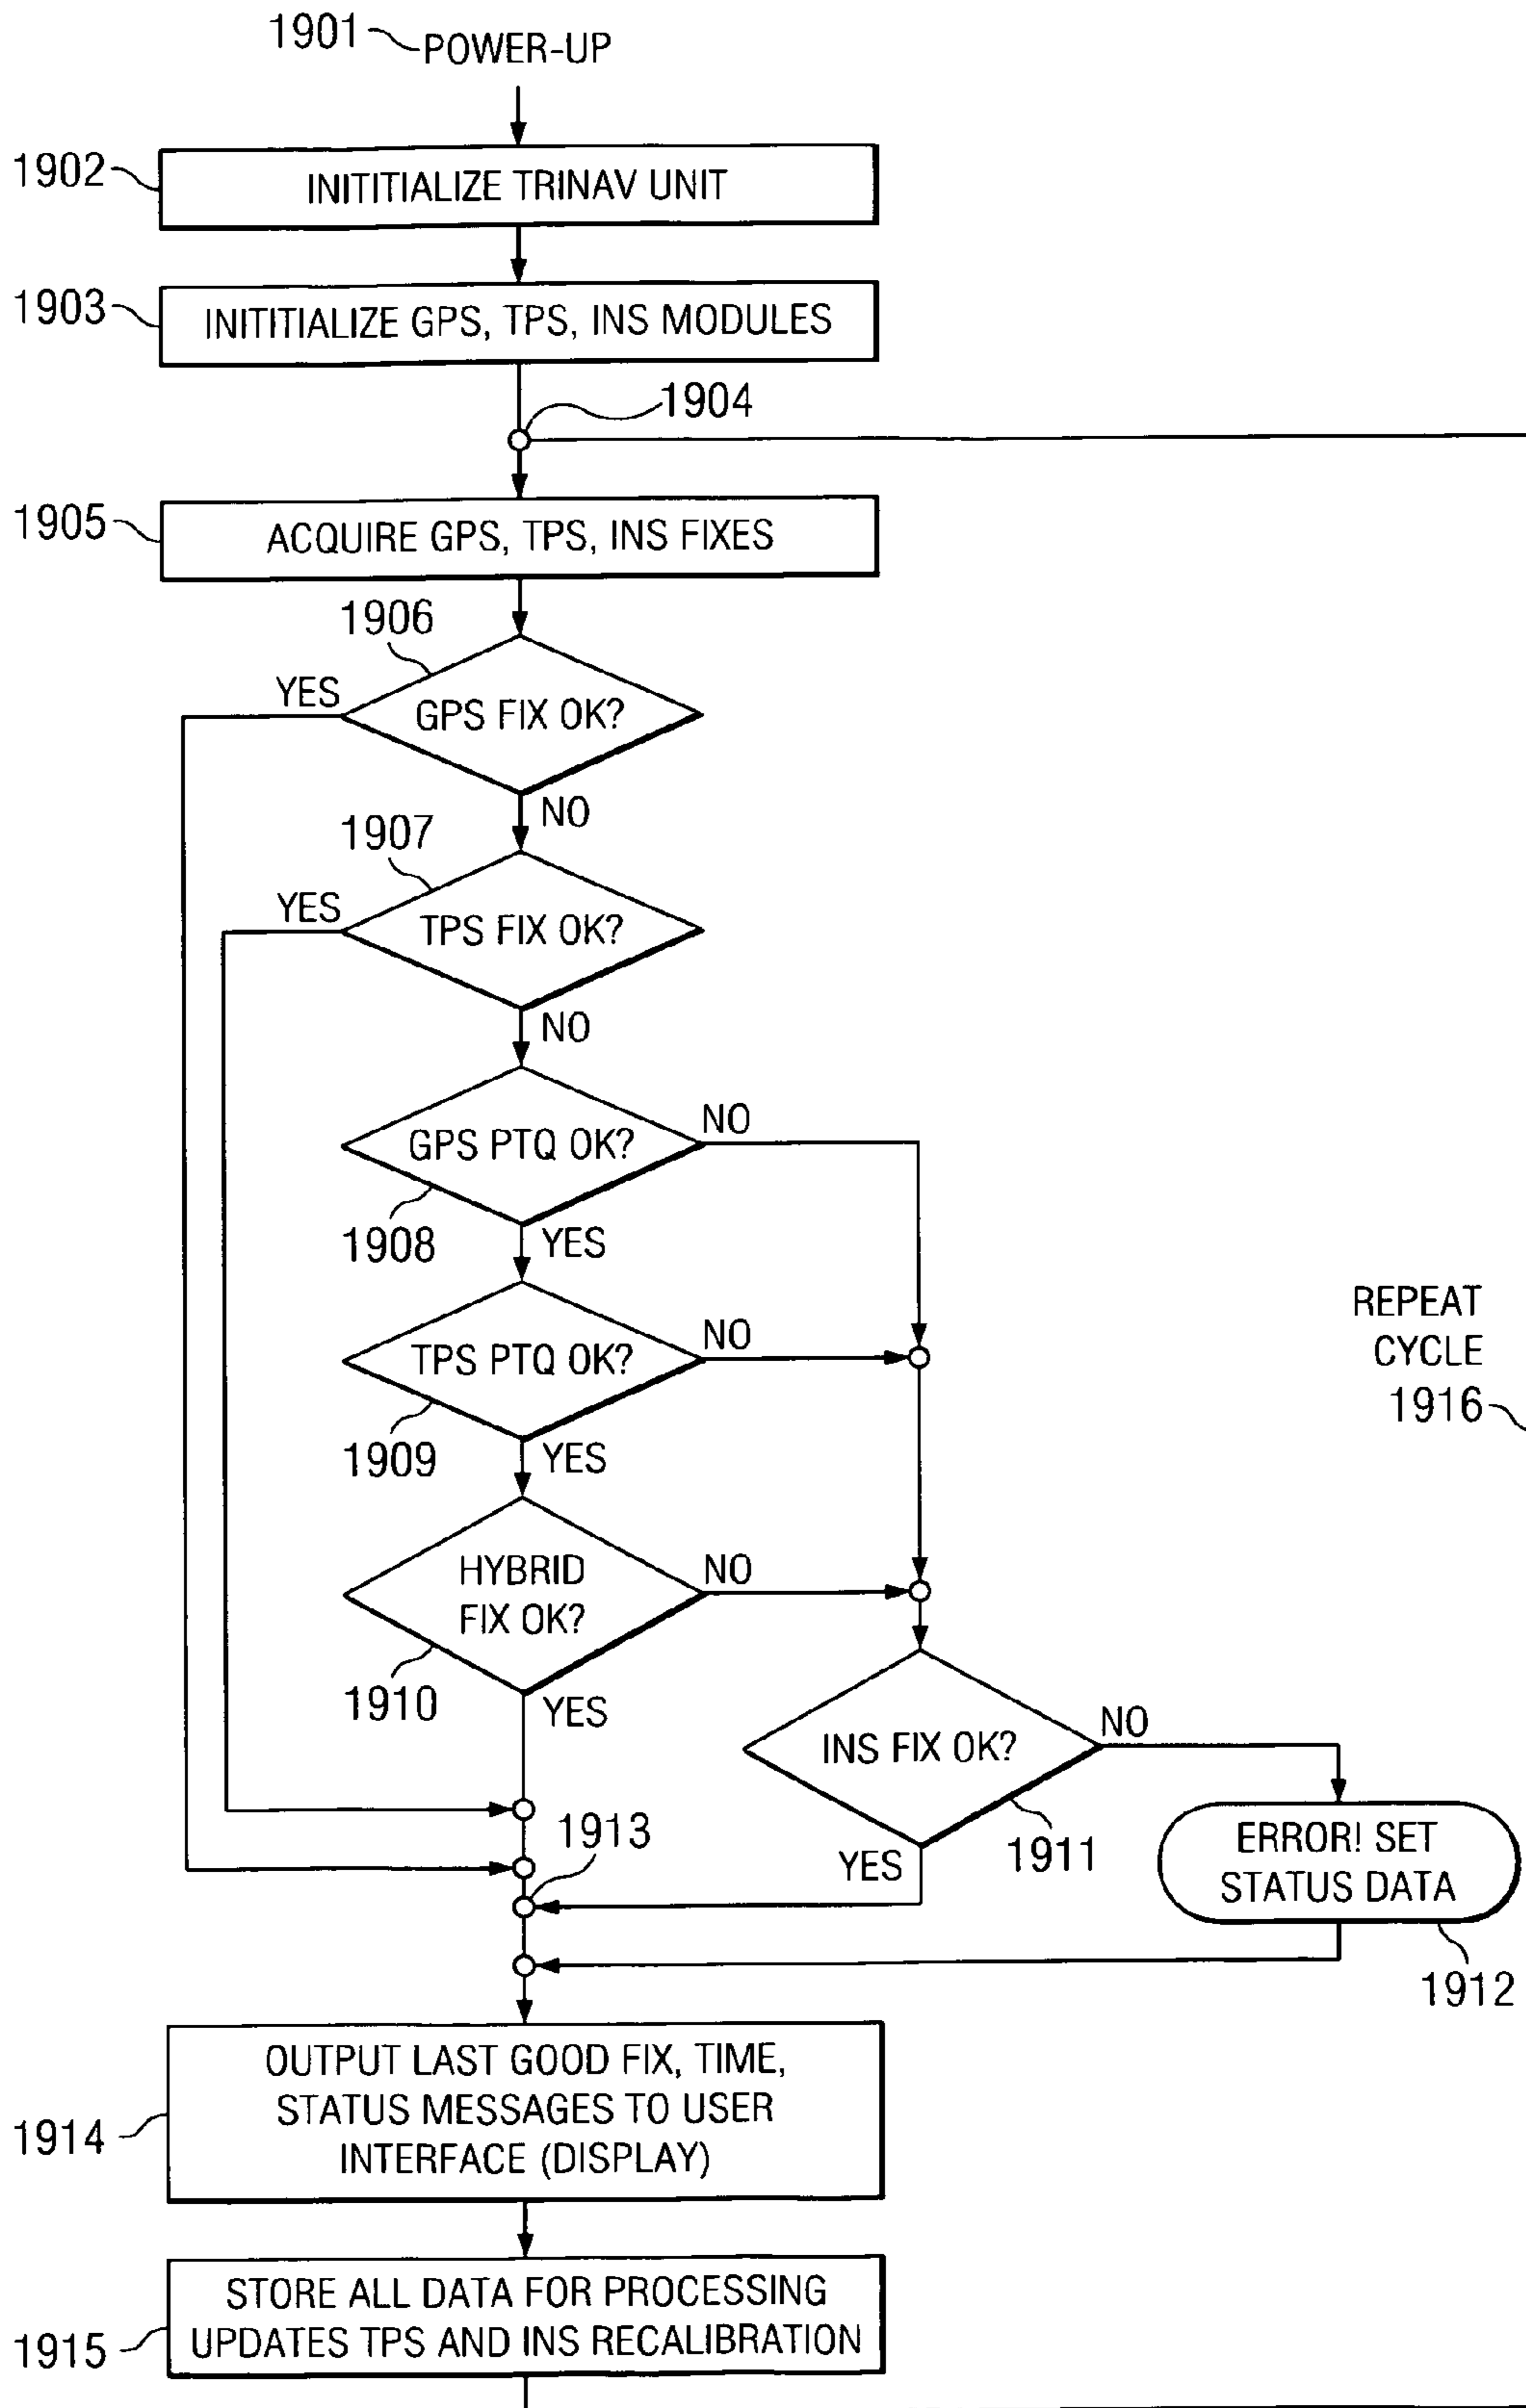 1901
POWER-UP
1902
INITITIALIZE TRINAV UNIT
1903
INITITIALIZE GPS, TPS, INS MODULES
1904
1905
ACQUIRE GPS, TPS, INS FIXES
1906
YES
GPS FIX OK?
NO
1907
YES
TPS FIX OK?
NO
GPS PTQ OK?
NO
1908
YES
TPS PTQ OK?
NO
1909
YES
REPEAT
CYCLE
1916
HYBRID
FIX OK?
NO
1910
YES
INS FIX OK?
NO
1911
YES
1913
ERROR! SET
STATUS DATA
1912
OUTPUT LAST GOOD FIX, TIME,
STATUS MESSAGES TO USER
INTERFACE (DISPLAY)
1914
STORE ALL DATA FOR PROCESSING
UPDATES TPS AND INS RECALIBRATION
1915